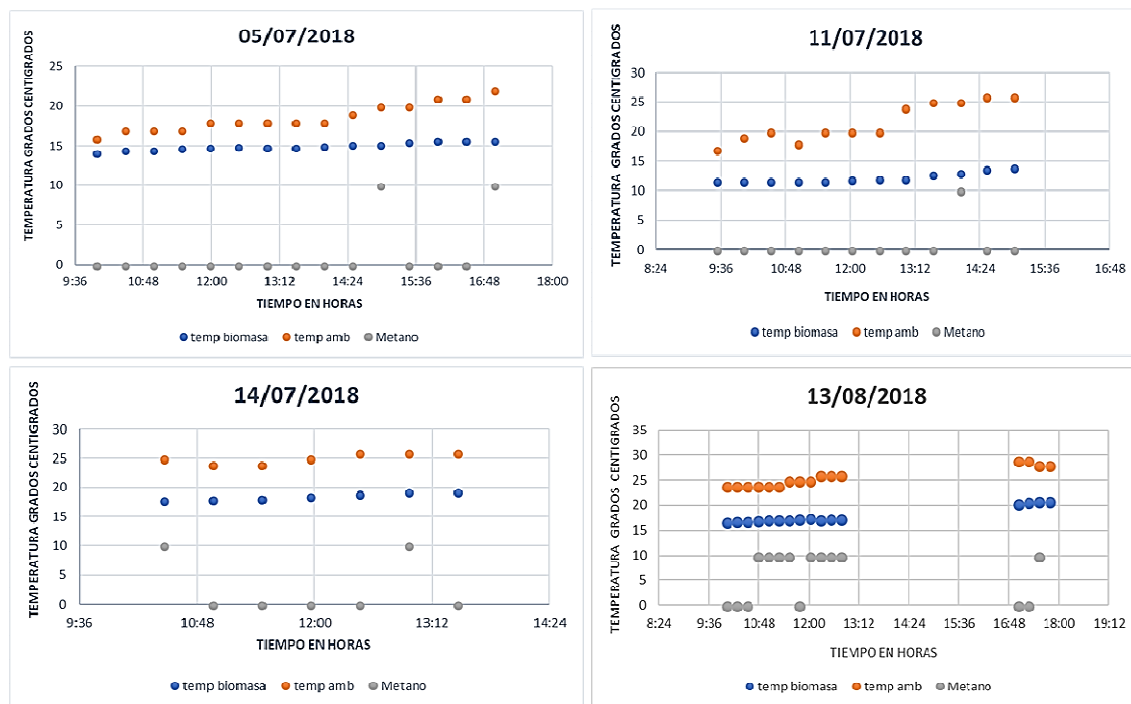 05/07/2018
TEMPERATURA GRADOS CENTIGRADOS
25
20
15
10
5
0
9:36 10:48 12:00 13:12 14:24 15:36 16:48 18:00
TIEMPO EN HORAS
temp biomasa temp amb Metano
11/07/2018
TEMPERATURA GRADOS CENTIGRADOS
30
25
20
15
10
5
0
8:24 9:36 10:48 12:00 13:12 14:24 15:36 16:48
TIEMPO EN HORAS
temp biomasa temp amb Metano
14/07/2018
TEMPERATURA GRADOS CENTIGRADOS
30
25
20
15
10
5
0
9:36 10:48 12:00 13:12 14:24
TIEMPO EN HORAS
temp biomasa temp amb Metano
13/08/2018
TEMPERATURA GRADOS CENTIGRADOS
35
30
25
20
15
10
5
0
8:24 9:36 10:48 12:00 13:12 14:24 15:36 16:48 18:00 19:12
TIEMPO EN HORAS
temp biomasa temp amb Metano